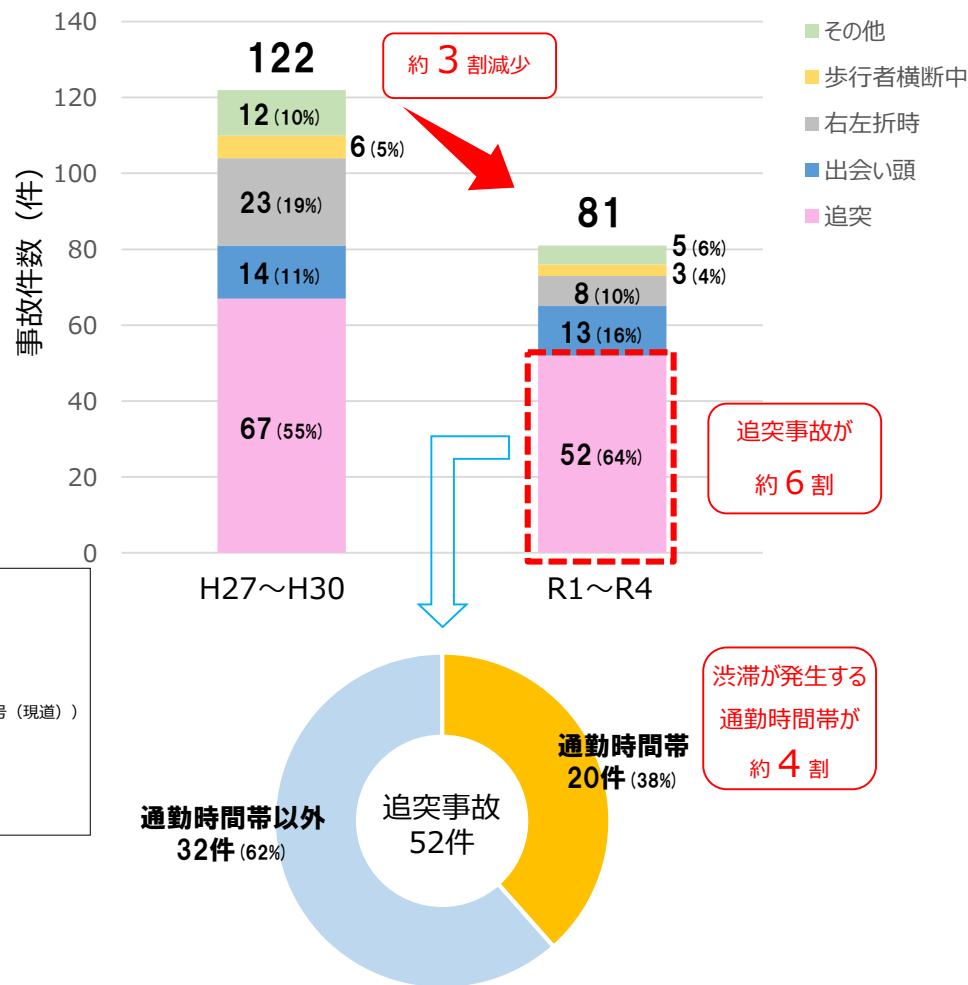 140
120
100
80
60
40
20
0
事故件数（件）
122
12(10%)
6(5%)
23(19%)
14(11%)
67(55%)
約3割減少
81
5(6%)
3(4%)
8(10%)
13(16%)
52(64%)
その他
歩行者横断中
右左折時
出会い頭
追突
追突事故が
約6割
H27～H30
R1～R4
号（現道））
渋滞が発生する
通勤時間帯が
約4割
通勤時間帯
20件(38%)
通勤時間帯以外
32件(62%)
追突事故
52件